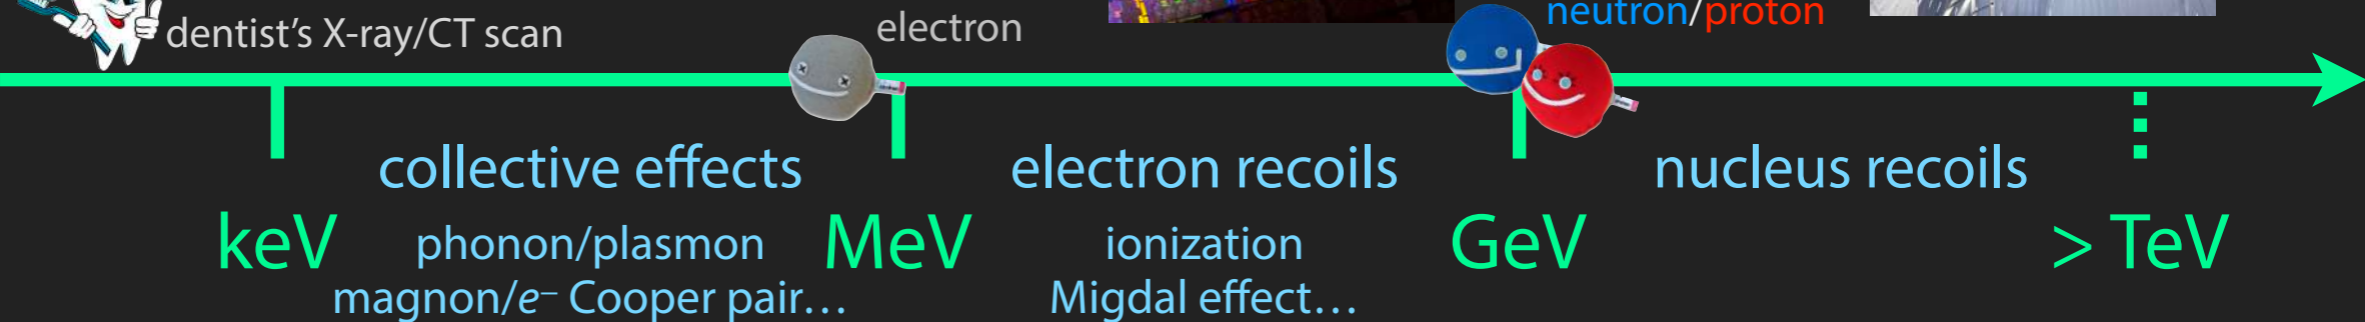 dentist's X-ray/CT scan
electron
neutron/proton
collective effects
electron recoils
nucleus recoils
keV
phonon/plasmon
magnon/e⁻ Cooper pair…
MeV
ionization
Migdal effect…
GeV
> TeV